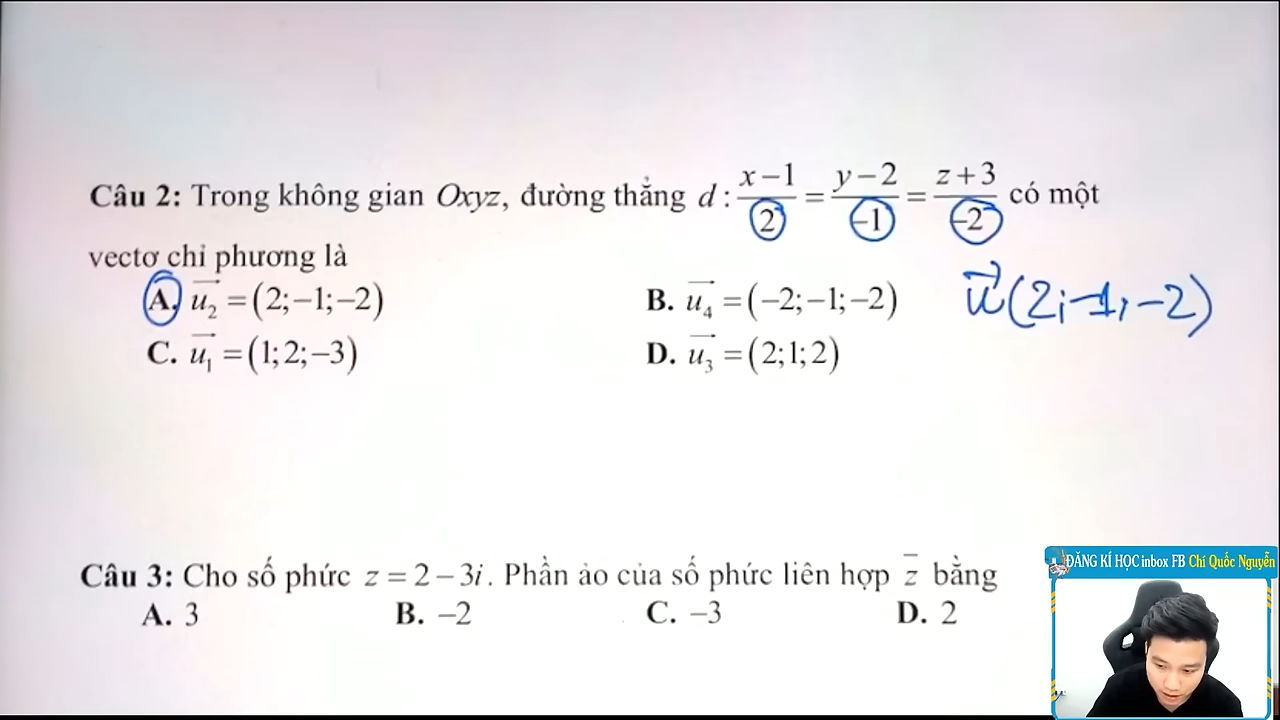 Câu 2: Trong không gian Oxyz, đường thẳng d : (x−1)/2 = (y−2)/−1 = (z+3)/−2 có một
vectơ chỉ phương là
A. u₂ = (2;−1;−2)
B. u₄ = (−2;−1;−2)
u(2;−1;−2)
C. u₁ = (1;2;−3)
D. u₃ = (2;1;2)
Câu 3: Cho số phức z = 2 − 3i. Phần ảo của số phức liên hợp z̄ bằng
A. 3
B. −2
C. −3
D. 2
ĐĂNG KÍ HỌC inbox FB Chí Quốc Nguyễn